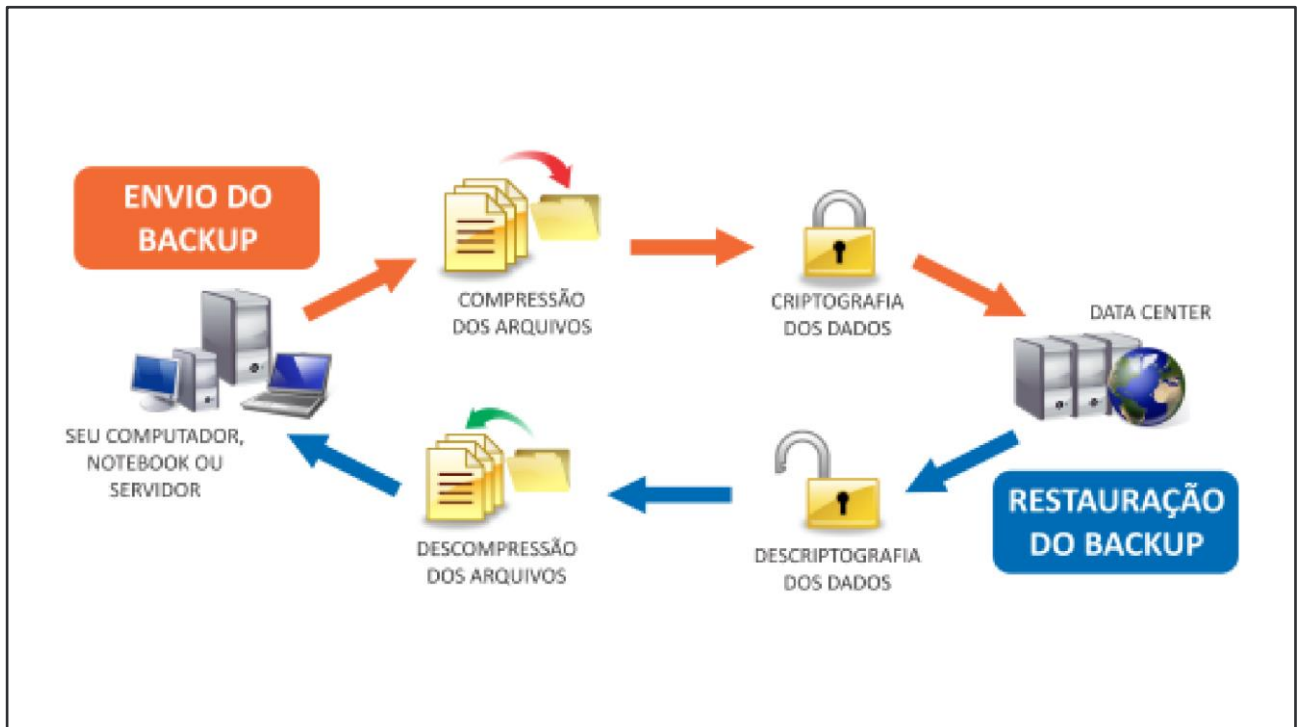 ENVIO DO
BACKUP
COMPRESSÃO
DOS ARQUIVOS
CRIPTOGRAFIA
DOS DADOS
DATA CENTER
SEU COMPUTADOR,
NOTEBOOK OU
SERVIDOR
DESCOMPRESSÃO
DOS ARQUIVOS
DESCRIPTOGRAFIA
DOS DADOS
RESTAURAÇÃO
DO BACKUP